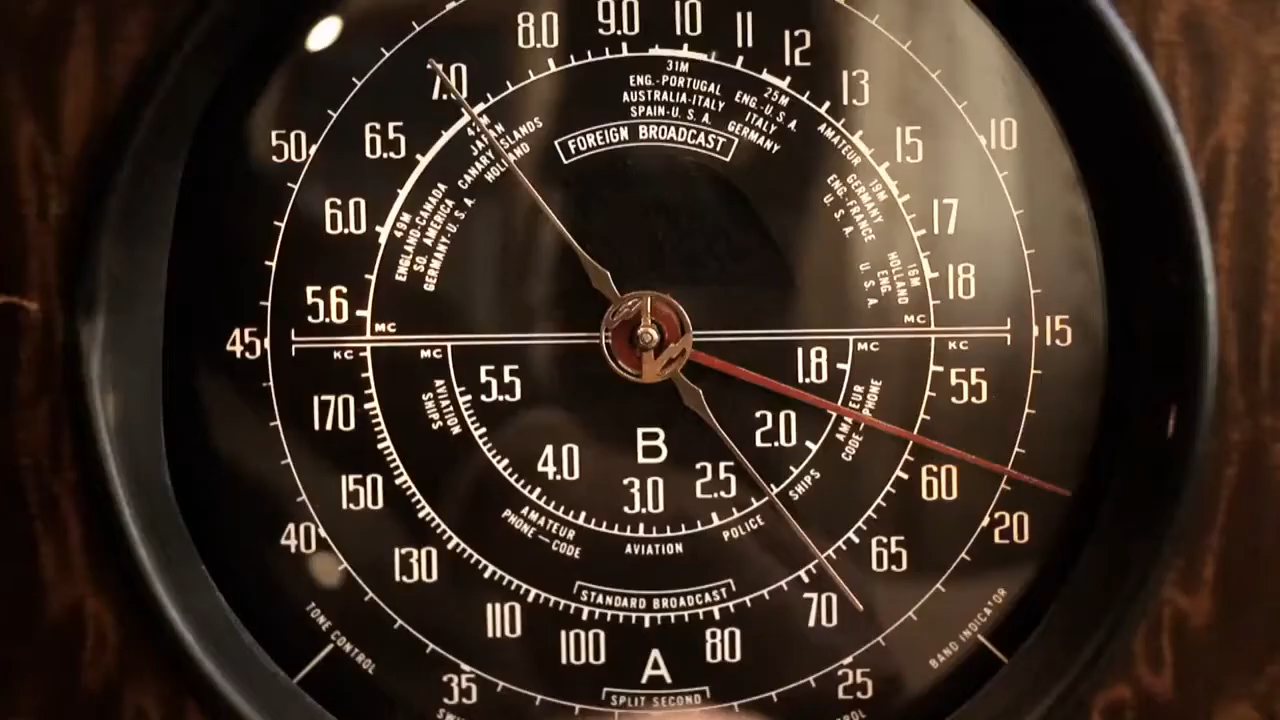 8.0 9.0 10 11 12
7.0
13
31M
ENG.-PORTUGAL
AUSTRALIA-ITALY
SPAIN-U.S.A.
25M
ENG.-U.S.A.
ITALY
GERMANY
FOREIGN BROADCAST
50
6.5
JAPAN
CANARY ISLANDS
HOLLAND
AMATEUR
15
10
6.0
49M
ENGLAND-CANADA
SO. AMERICA
GERMANY-U.S.A.
19M
GERMANY
ENG.-FRANCE
U.S.A.
17
5.6
MC
16M
HOLLAND
ENG.
U.S.A.
18
MC
45
15
KC
MC
MC
KC
170
AVIATION
SHIPS
5.5
1.8
AMATEUR
CODE-PHONE
55
150
4.0
B
3.0
2.5
2.0
SHIPS
60
40
130
AMATEUR
PHONE-CODE
AVIATION
POLICE
65
20
STANDARD BROADCAST
110
100
A
80
70
TONE CONTROL
BAND INDICATOR
35
SPLIT SECOND
25